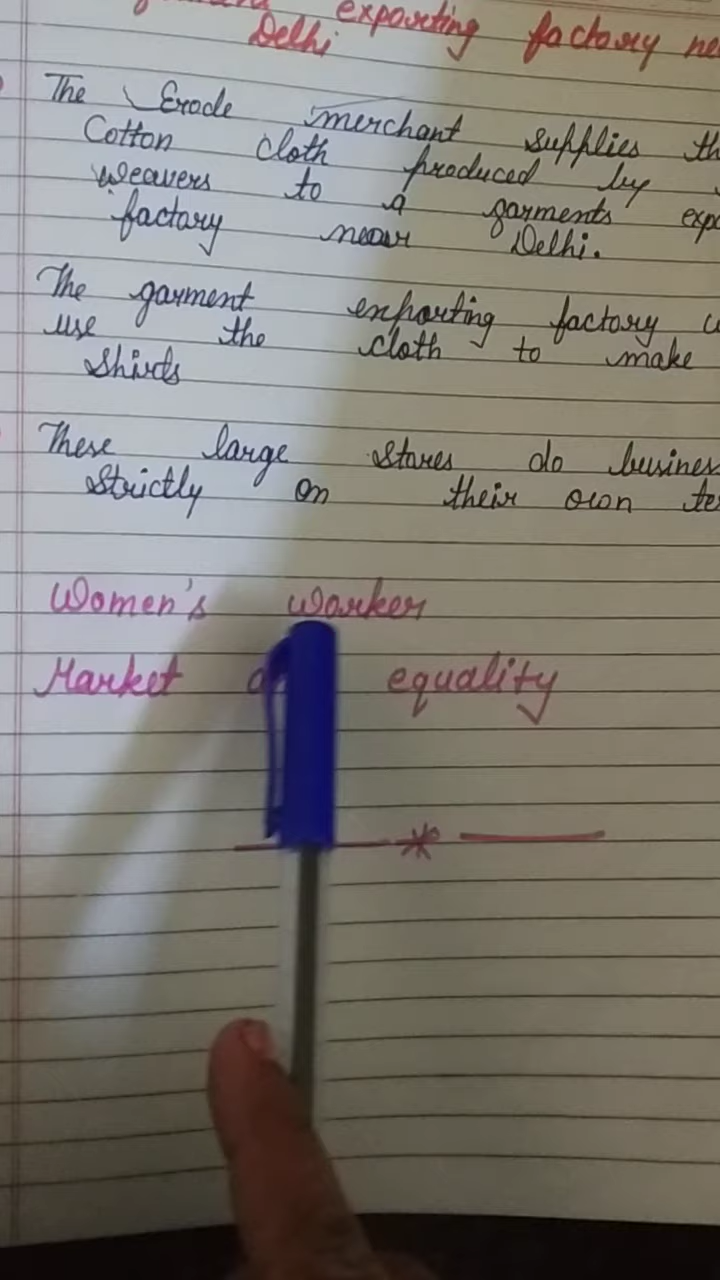 exporting factory
Delhi
The Erode merchant supplies
Cotton cloth produced by
weavers to a garments
factory near Delhi.
The garment exporting factory
use the cloth to make
Shirts
These large stores do
Strictly on their own
Women's worker
Market equality